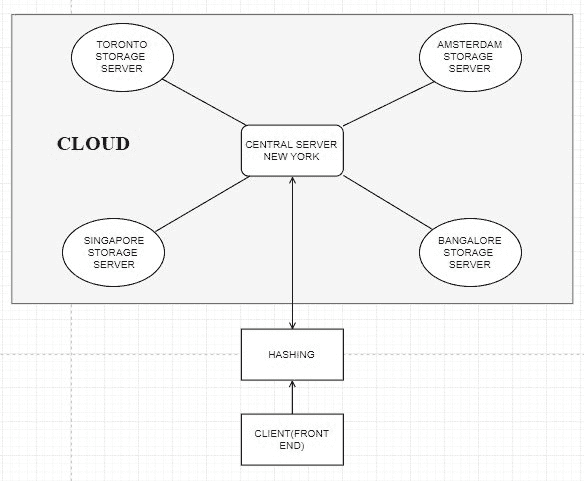 TORONTO
STORAGE
SERVER
AMSTERDAM
STORAGE
SERVER
CLOUD
CENTRAL SERVER
NEW YORK
SINGAPORE
STORAGE
SERVER
BANGALORE
STORAGE
SERVER
HASHING
CLIENT(FRONT
END)